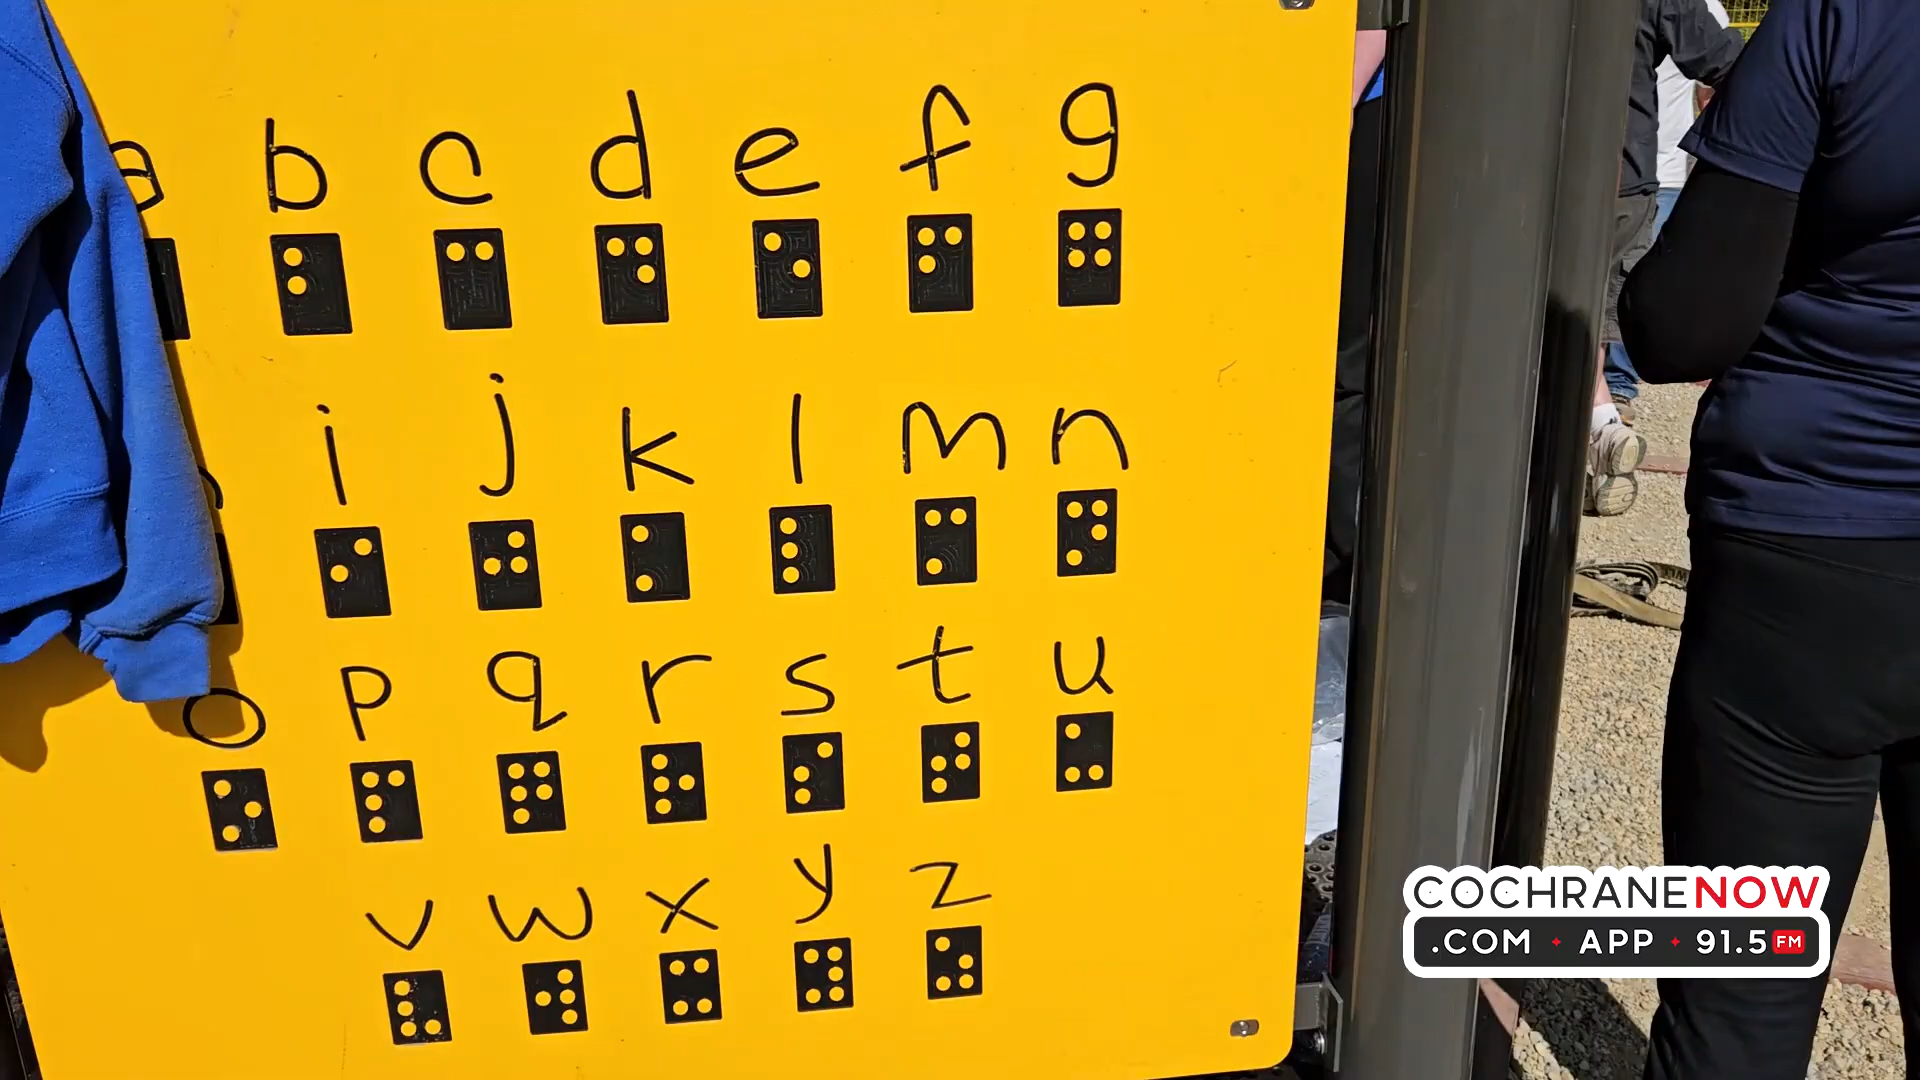 a b c d e f g
i j k l m n
o p q r s t u
v w x y z
COCHRANENOW
.COM • APP • 91.5 FM